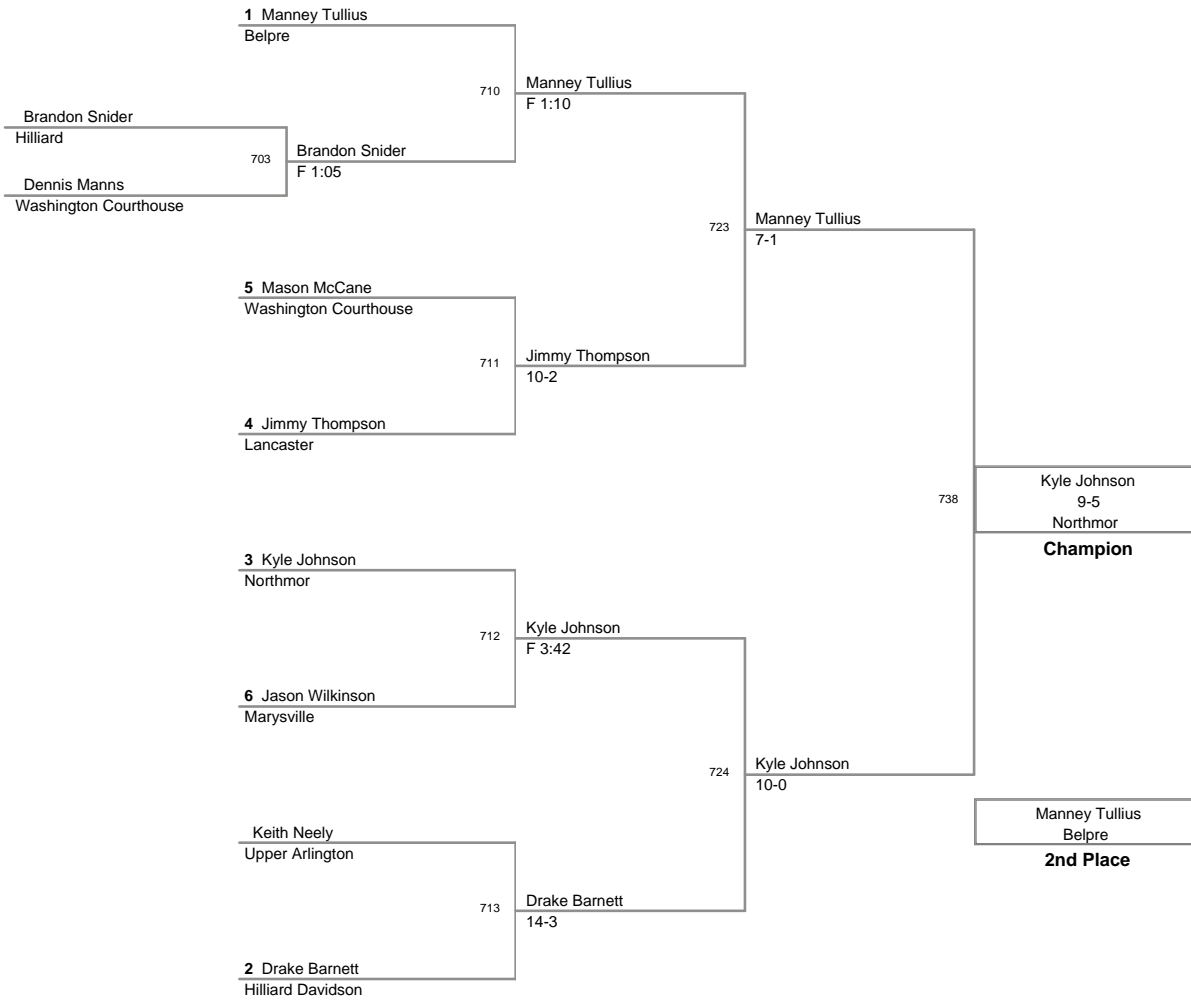 1 Manney Tullius
Belpre
710
Manney Tullius
F 1:10
Brandon Snider
Hilliard
703
Brandon Snider
F 1:05
Dennis Manns
Washington Courthouse
723
Manney Tullius
7-1
5 Mason McCane
Washington Courthouse
711
Jimmy Thompson
10-2
4 Jimmy Thompson
Lancaster
738
Kyle Johnson
9-5
Northmor
Champion
3 Kyle Johnson
Northmor
712
Kyle Johnson
F 3:42
6 Jason Wilkinson
Marysville
724
Kyle Johnson
10-0
Keith Neely
Upper Arlington
713
Drake Barnett
14-3
2 Drake Barnett
Hilliard Davidson
Manney Tullius
Belpre
2nd Place